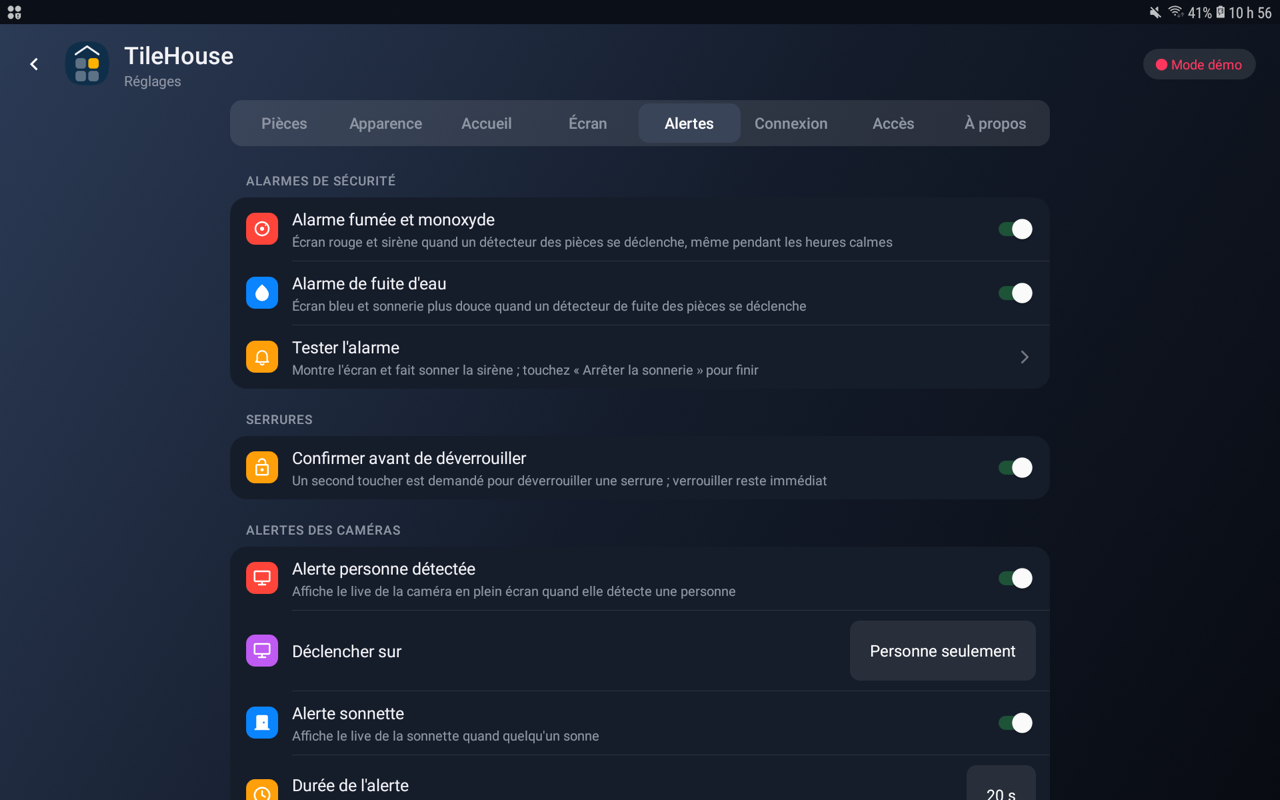 41% 10 h 56
TileHouse
Réglages
Mode démo
Pièces Apparence Accueil Écran Alertes Connexion Accès À propos
ALARMES DE SÉCURITÉ
Alarme fumée et monoxyde
Écran rouge et sirène quand un détecteur des pièces se déclenche, même pendant les heures calmes
Alarme de fuite d'eau
Écran bleu et sonnerie plus douce quand un détecteur de fuite des pièces se déclenche
Tester l'alarme
Montre l'écran et fait sonner la sirène ; touchez « Arrêter la sonnerie » pour finir
SERRURES
Confirmer avant de déverrouiller
Un second toucher est demandé pour déverrouiller une serrure ; verrouiller reste immédiat
ALERTES DES CAMÉRAS
Alerte personne détectée
Affiche le live de la caméra en plein écran quand elle détecte une personne
Déclencher sur
Personne seulement
Alerte sonnette
Affiche le live de la sonnette quand quelqu'un sonne
Durée de l'alerte
20 s